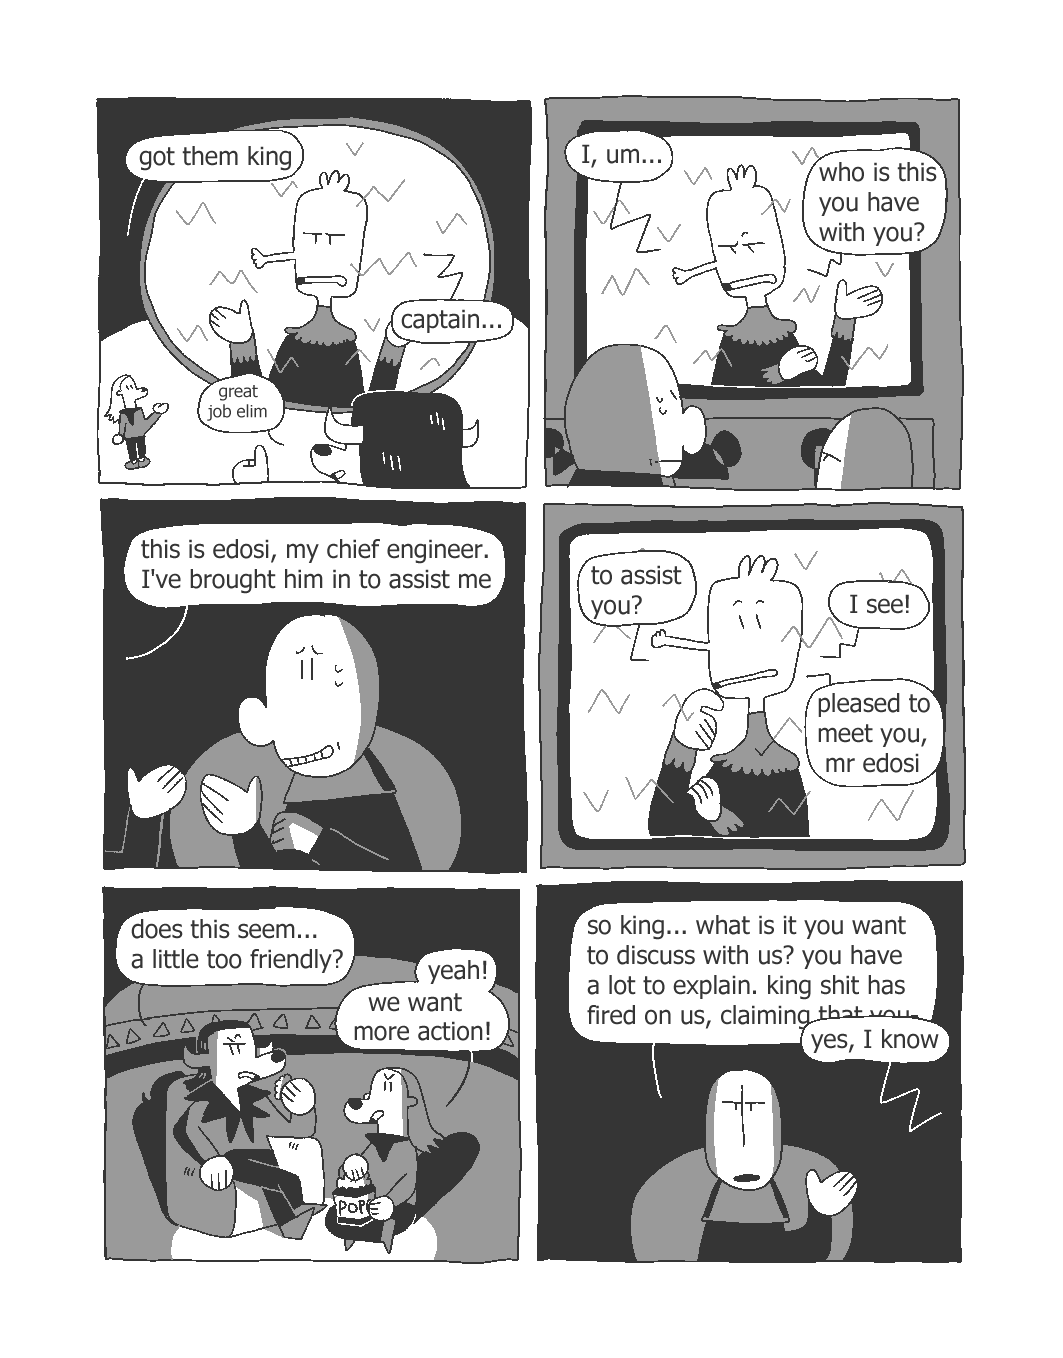 got them king
captain...
great
job elim
I, um...
who is this
you have
with you?
this is edosi, my chief engineer.
I've brought him in to assist me
to assist
you?
I see!
pleased to
meet you,
mr edosi
does this seem...
a little too friendly?
yeah!
we want
more action!
POP
so king... what is it you want
to discuss with us? you have
a lot to explain. king shit has
fired on us, claiming that you-
yes, I know